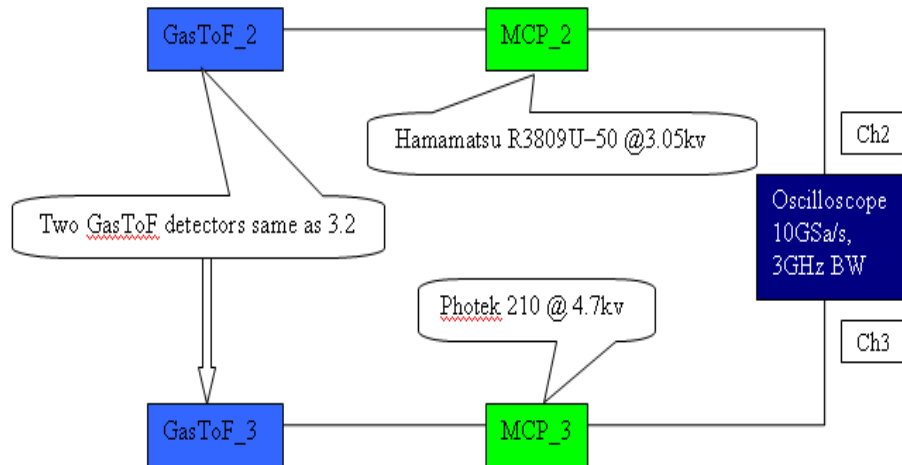 GasToF_2
MCP_2
Hamamatsu R3809U–50 @3.05kv
Ch2
Two GasToF detectors same as 3.2
Oscilloscope
10GSa/s,
3GHz BW
Photek 210 @ 4.7kv
Ch3
GasToF_3
MCP_3